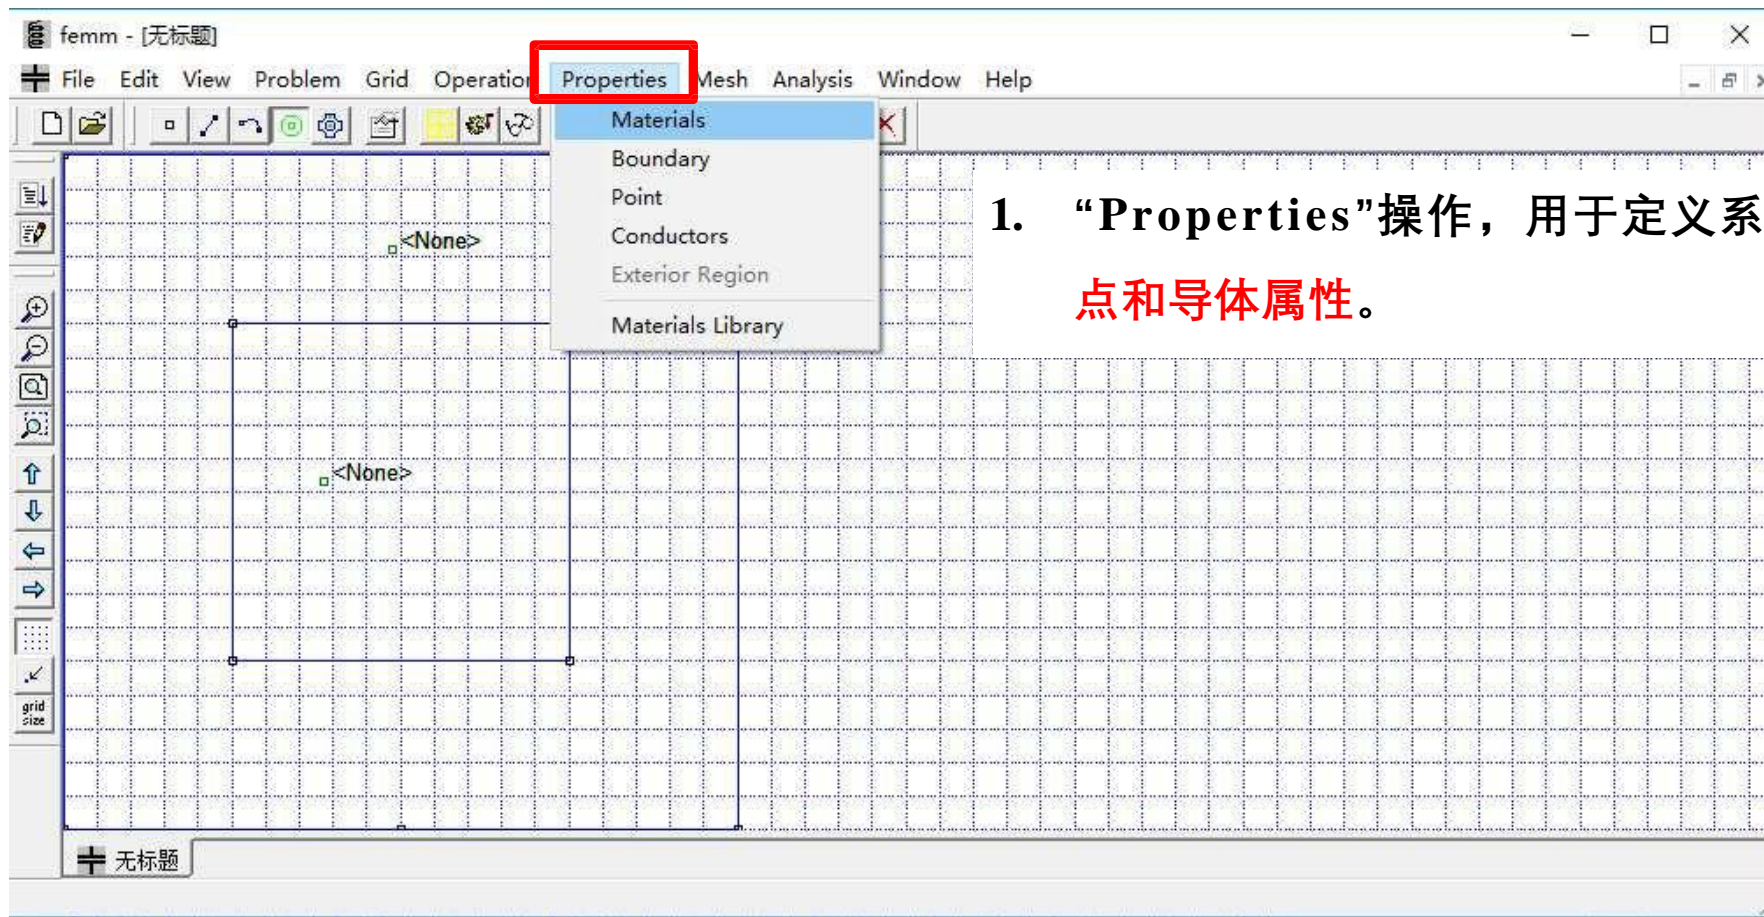 femm - [无标题]
File Edit View Problem Grid Operation Properties Mesh Analysis Window Help
Materials
Boundary
Point
Conductors
Exterior Region
Materials Library
1. “Properties”操作，用于定义系
点和导体属性。
<None>
<None>
grid
size
无标题